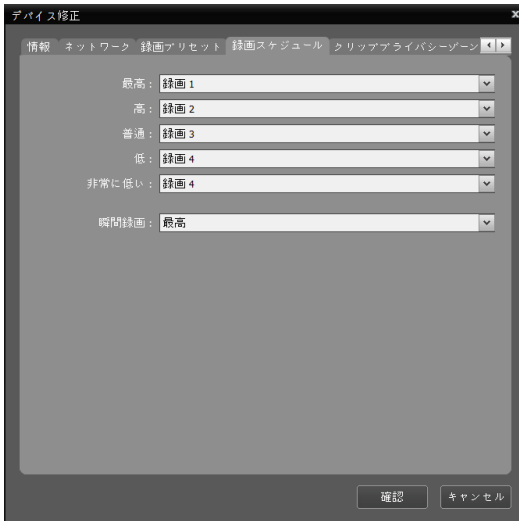 デバイス修正 x
情報 ネットワーク 録画プリセット 録画スケジュール クリッププライバシーゾーン
最高 : 録画 1
高 : 録画 2
普通 : 録画 3
低 : 録画 4
非常に低い : 録画 4
瞬間録画 : 最高
確認 キャンセル